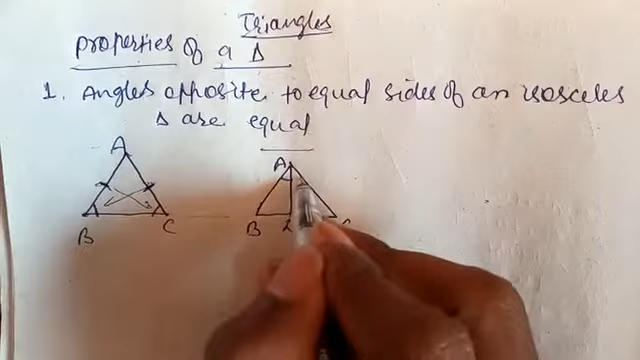 Triangles
Properties of a Δ
1. Angles opposite to equal sides of an isosceles
Δ are equal
A
A
B
C
B